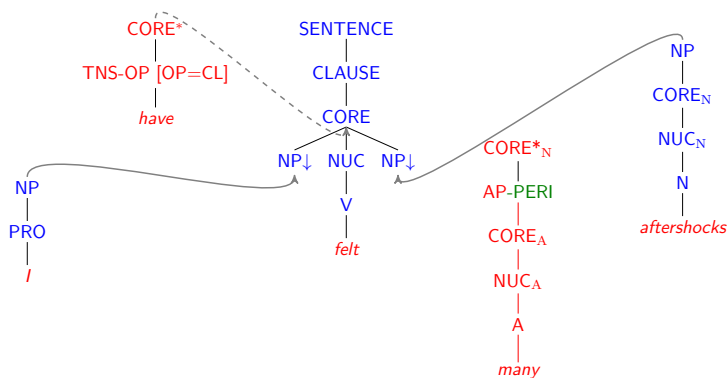 CORE*
TNS-OP [OP=CL]
have
SENTENCE
CLAUSE
CORE
NP↓ NUC NP↓
V
felt
NP
PRO
I
CORE*N
AP-PERI
COREA
NUCA
A
many
NP
COREN
NUCN
N
aftershocks